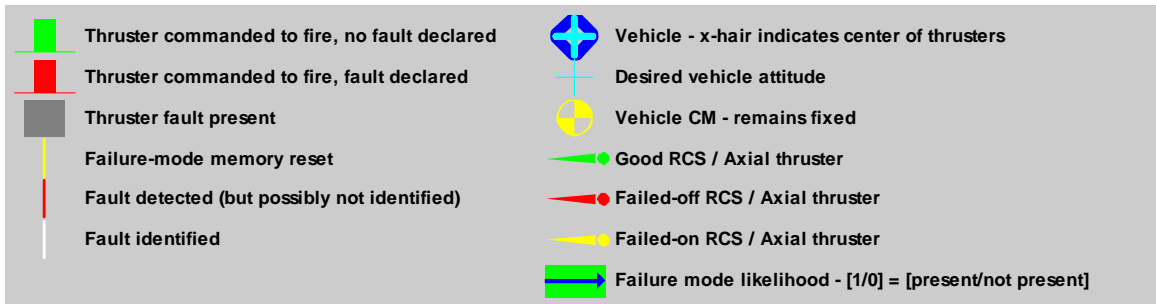 Thruster commanded to fire, no fault declared
Thruster commanded to fire, fault declared
Thruster fault present
Failure-mode memory reset
Fault detected (but possibly not identified)
Fault identified
Vehicle - x-hair indicates center of thrusters
Desired vehicle attitude
Vehicle CM - remains fixed
Good RCS / Axial thruster
Failed-off RCS / Axial thruster
Failed-on RCS / Axial thruster
Failure mode likelihood - [1/0] = [present/not present]